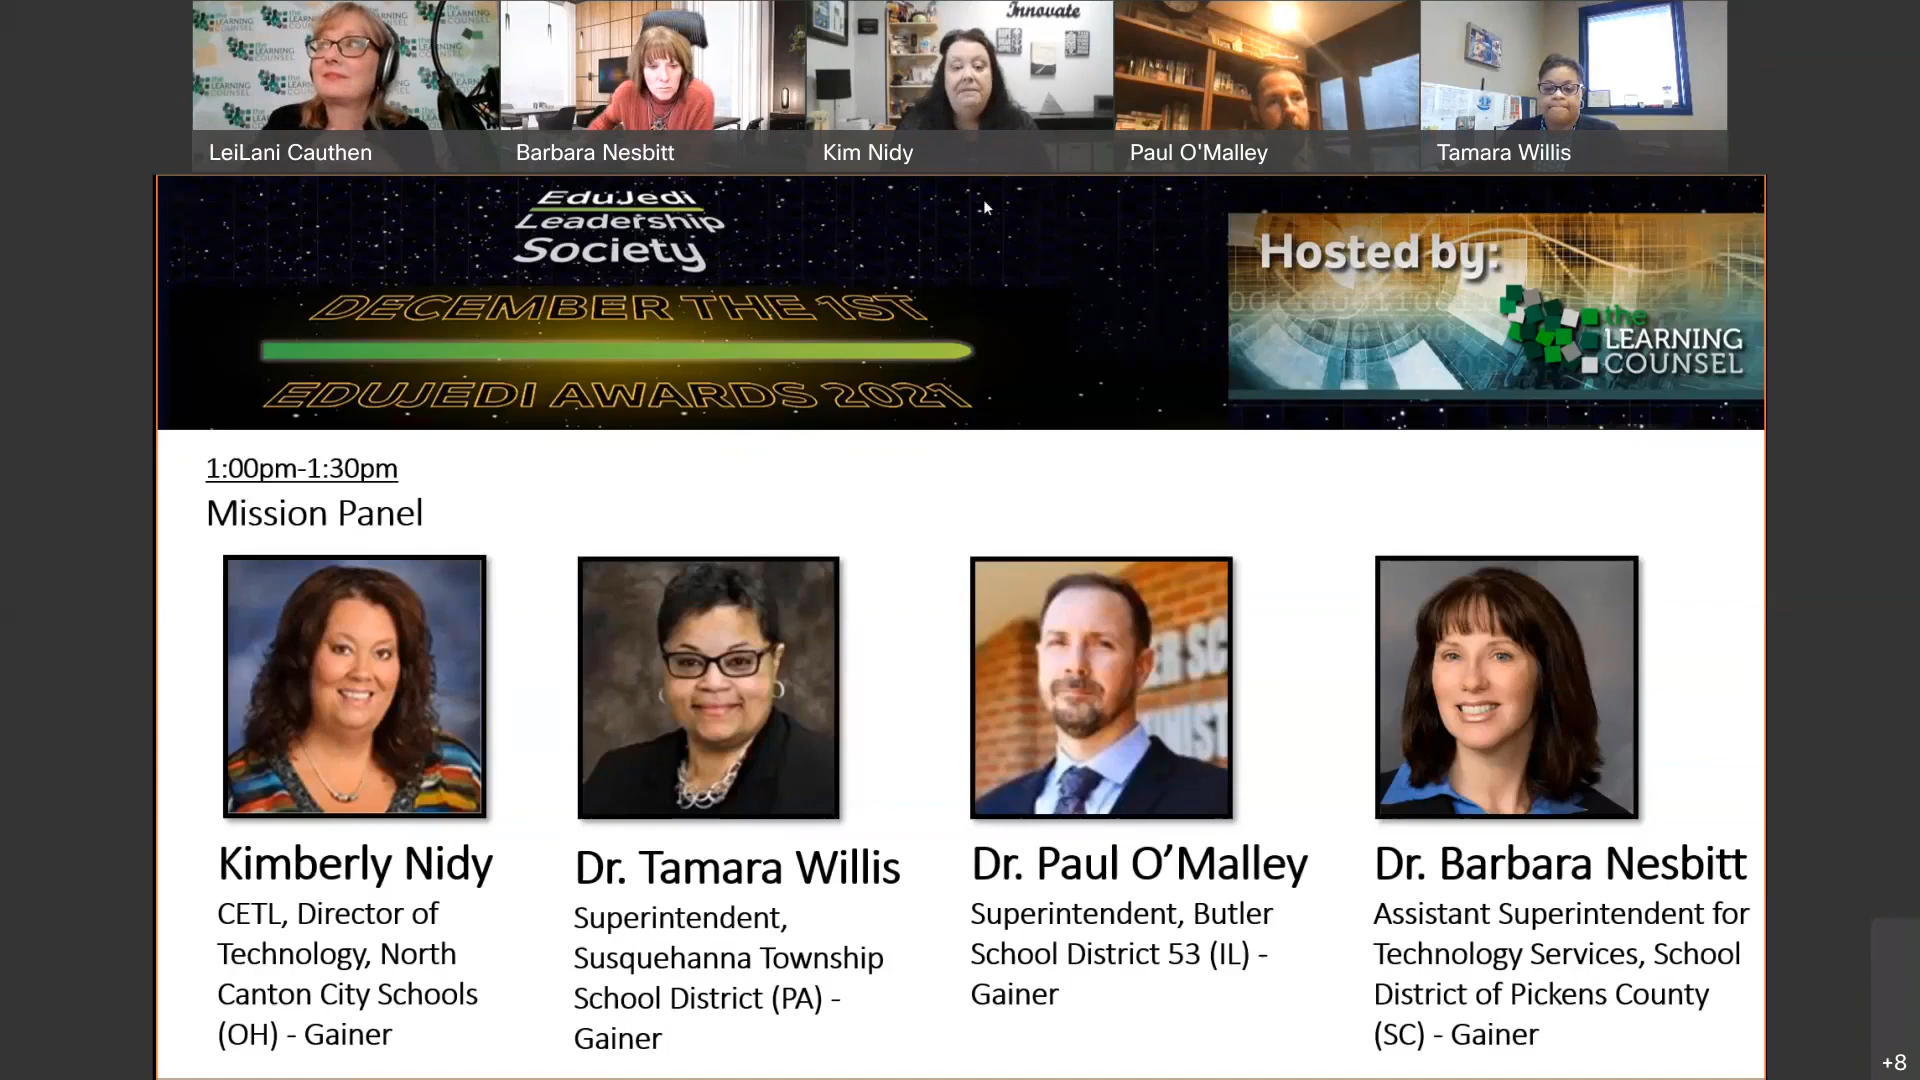 the LEARNING COUNSEL
Innovate
LeiLani Cauthen
Barbara Nesbitt
Kim Nidy
Paul O'Malley
Tamara Willis
EduJedi
Leadership
Society
DECEMBER THE 1ST
EDUJEDI AWARDS 2021
Hosted by:
the
LEARNING
COUNSEL
1:00pm-1:30pm
Mission Panel
Kimberly Nidy
CETL, Director of
Technology, North
Canton City Schools
(OH) - Gainer
Dr. Tamara Willis
Superintendent,
Susquehanna Township
School District (PA) -
Gainer
Dr. Paul O’Malley
Superintendent, Butler
School District 53 (IL) -
Gainer
Dr. Barbara Nesbitt
Assistant Superintendent for
Technology Services, School
District of Pickens County
(SC) - Gainer
+8